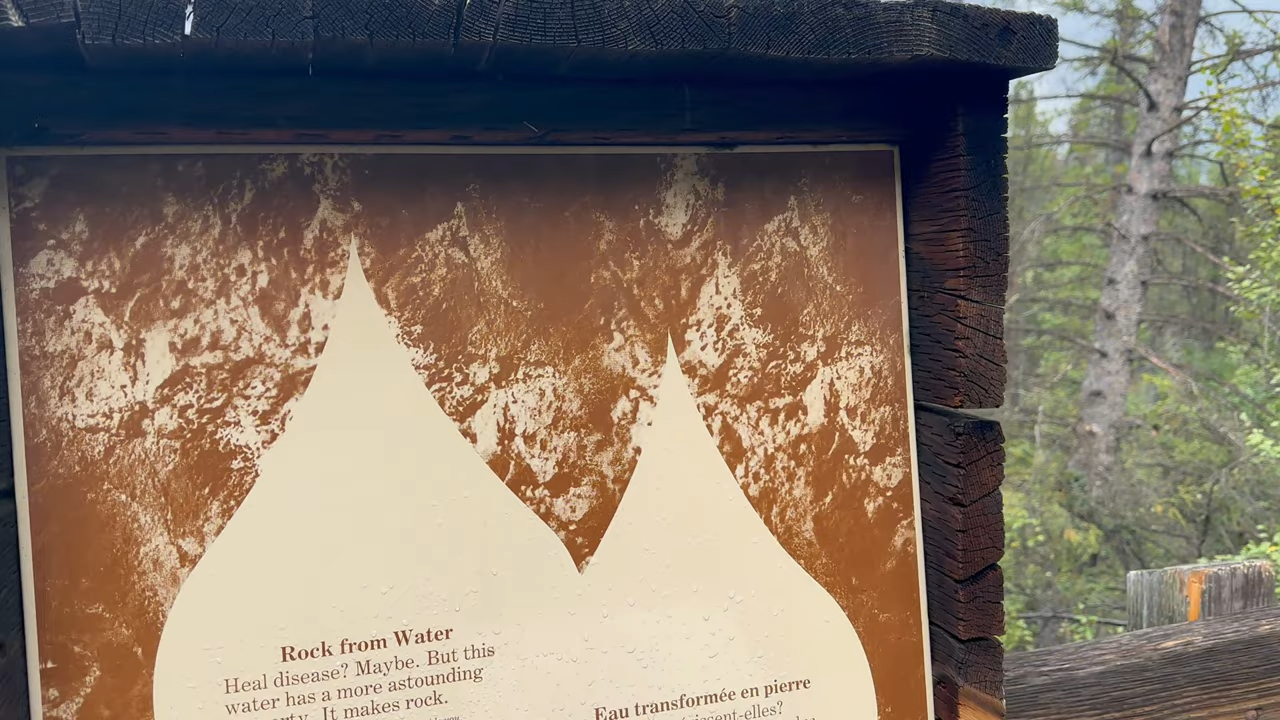 Rock from Water
Heal disease? Maybe. But this
water has a more astounding
It makes rock.
Eau transformée en pierre